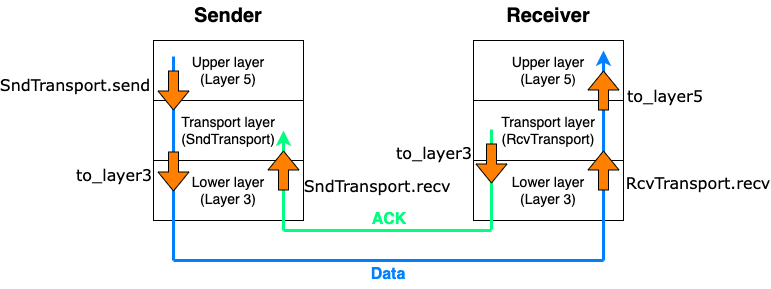 Sender
Receiver
Upper layer
(Layer 5)
SndTransport.send
Transport layer
(SndTransport)
to_layer3
Lower layer
(Layer 3)
SndTransport.recv
Upper layer
(Layer 5)
to_layer5
Transport layer
(RcvTransport)
to_layer3
Lower layer
(Layer 3)
RcvTransport.recv
ACK
Data